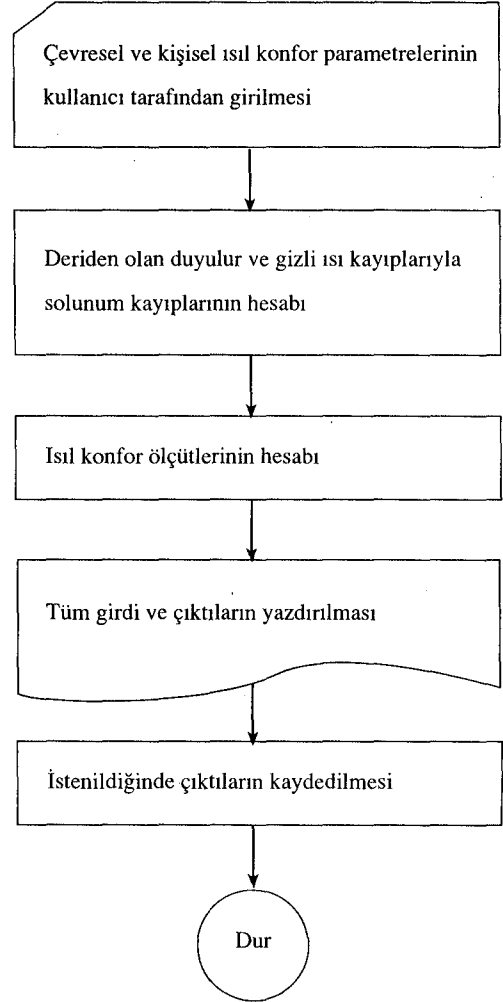 Çevresel ve kişisel ısıl konfor parametrelerinin
kullanıcı tarafından girilmesi
Deriden olan duyulur ve gizli ısı kayıplarıyla
solunum kayıplarının hesabı
Isıl konfor ölçütlerinin hesabı
Tüm girdi ve çıktıların yazdırılması
İstenildiğinde çıktıların kaydedilmesi
Dur